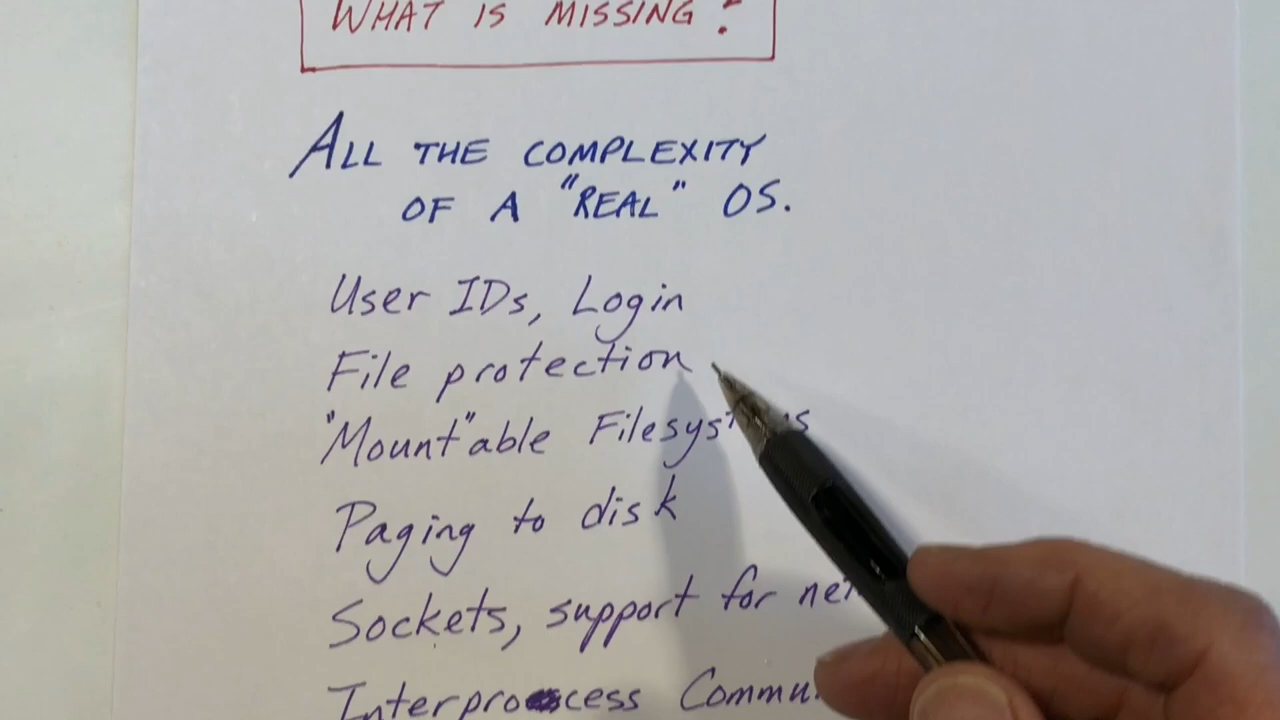 WHAT IS MISSING?
ALL THE COMPLEXITY
OF A "REAL" OS.
User IDs, Login
File protection
"Mount"able Filesystems
Paging to disk
Sockets, support for
Interprocess